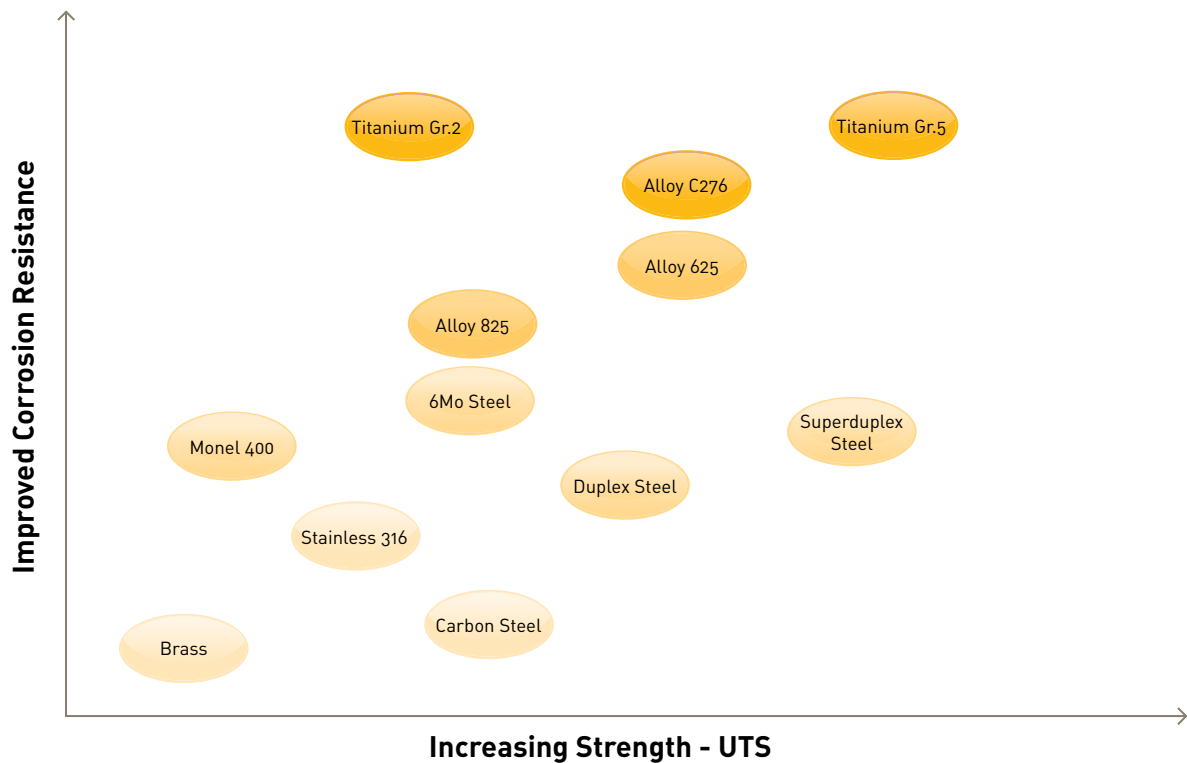 Improved Corrosion Resistance
Titanium Gr.2
Titanium Gr.5
Alloy C276
Alloy 625
Alloy 825
6Mo Steel
Superduplex
Steel
Monel 400
Duplex Steel
Stainless 316
Carbon Steel
Brass
Increasing Strength - UTS